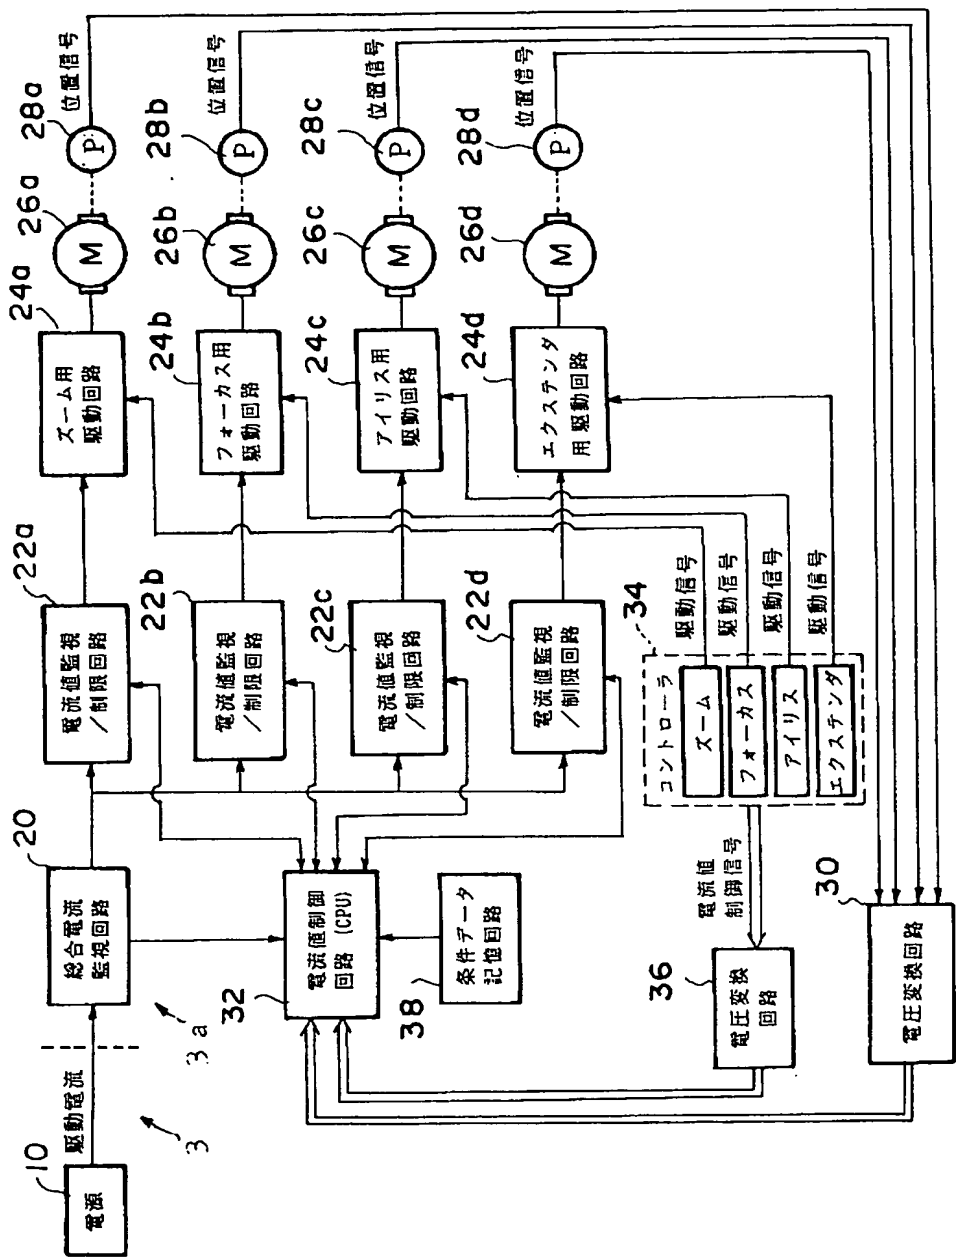 10
電源
駆動電流
3
3a
20
総合電流
監視回路
22a
電流値監視
/制限回路
22b
電流値監視
/制限回路
22c
電流値監視
/制限回路
22d
電流値監視
/制限回路
24a
ズーム用
駆動回路
24b
フォーカス用
駆動回路
24c
アイリス用
駆動回路
24d
エクステンダ
用駆動回路
26a
M
26b
M
26c
M
26d
M
28a
P
位置信号
28b
P
位置信号
28c
P
位置信号
28d
P
位置信号
32
電流値制御
回路(CPU)
38
条件データ
記憶回路
34
コントローラ
ズーム
フォーカス
アイリス
エクステンダ
駆動信号
駆動信号
駆動信号
駆動信号
電流値
制御信号
36
電圧変換
回路
30
電圧変換回路